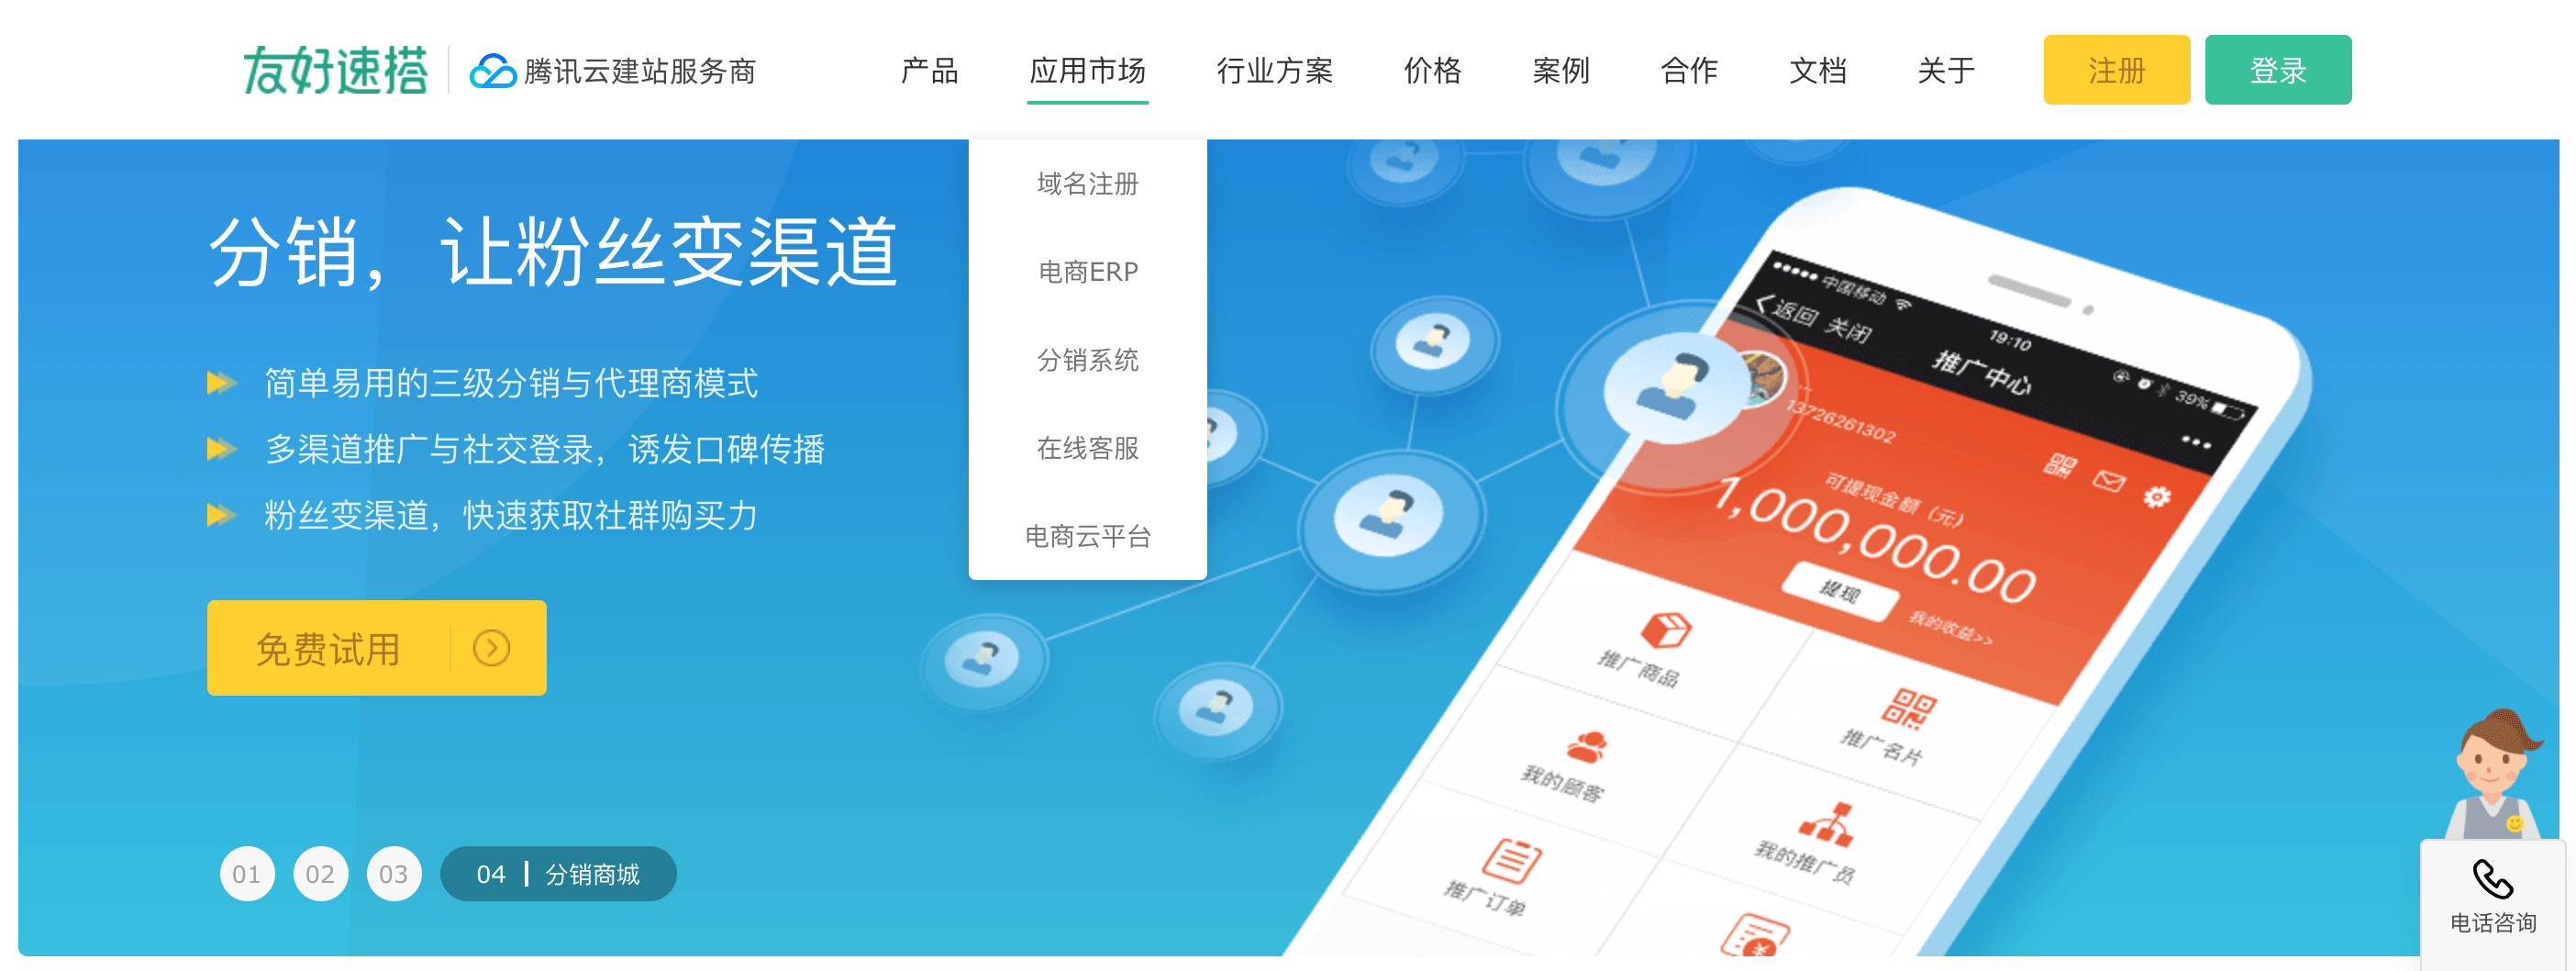 友好速搭 腾讯云建站服务商 产品 应用市场 行业方案 价格 案例 合作 文档 关于 注册 登录
域名注册
电商ERP
分销系统
在线客服
电商云平台
分销，让粉丝变渠道
简单易用的三级分销与代理商模式
多渠道推广与社交登录，诱发口碑传播
粉丝变渠道，快速获取社群购买力
免费试用
01 02 03 04 分销商城
中国移动 19:10 39%
返回 关闭 推广中心
...
13726261302
可提现金额（元）
1,000,000.00
提现
我的收益>>
推广商品
推广名片
我的顾客
我的推广员
推广订单
电话咨询